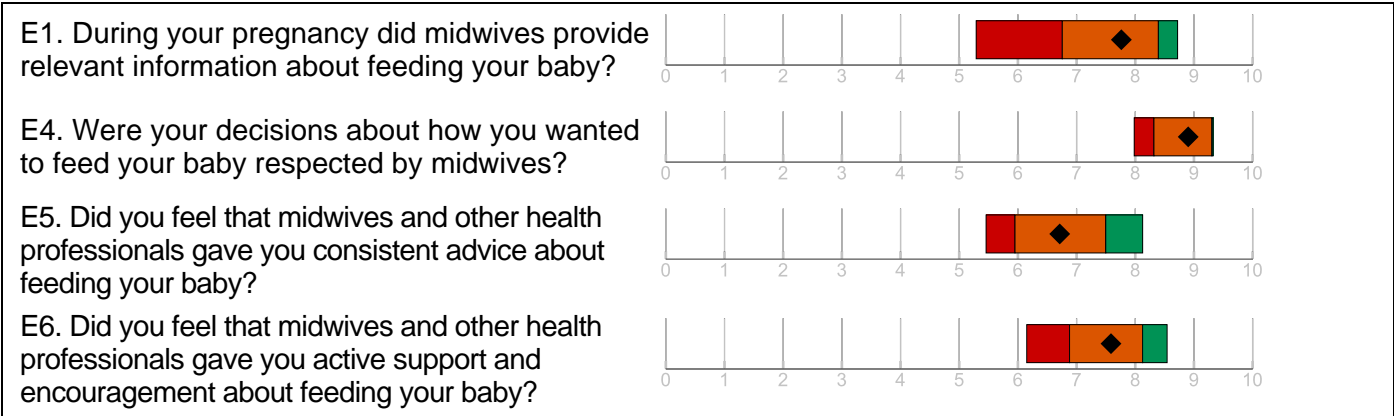 E1. During your pregnancy did midwives provide
relevant information about feeding your baby?
0 1 2 3 4 5 6 7 8 9 10
E4. Were your decisions about how you wanted
to feed your baby respected by midwives?
0 1 2 3 4 5 6 7 8 9 10
E5. Did you feel that midwives and other health
professionals gave you consistent advice about
feeding your baby?
0 1 2 3 4 5 6 7 8 9 10
E6. Did you feel that midwives and other health
professionals gave you active support and
encouragement about feeding your baby?
0 1 2 3 4 5 6 7 8 9 10